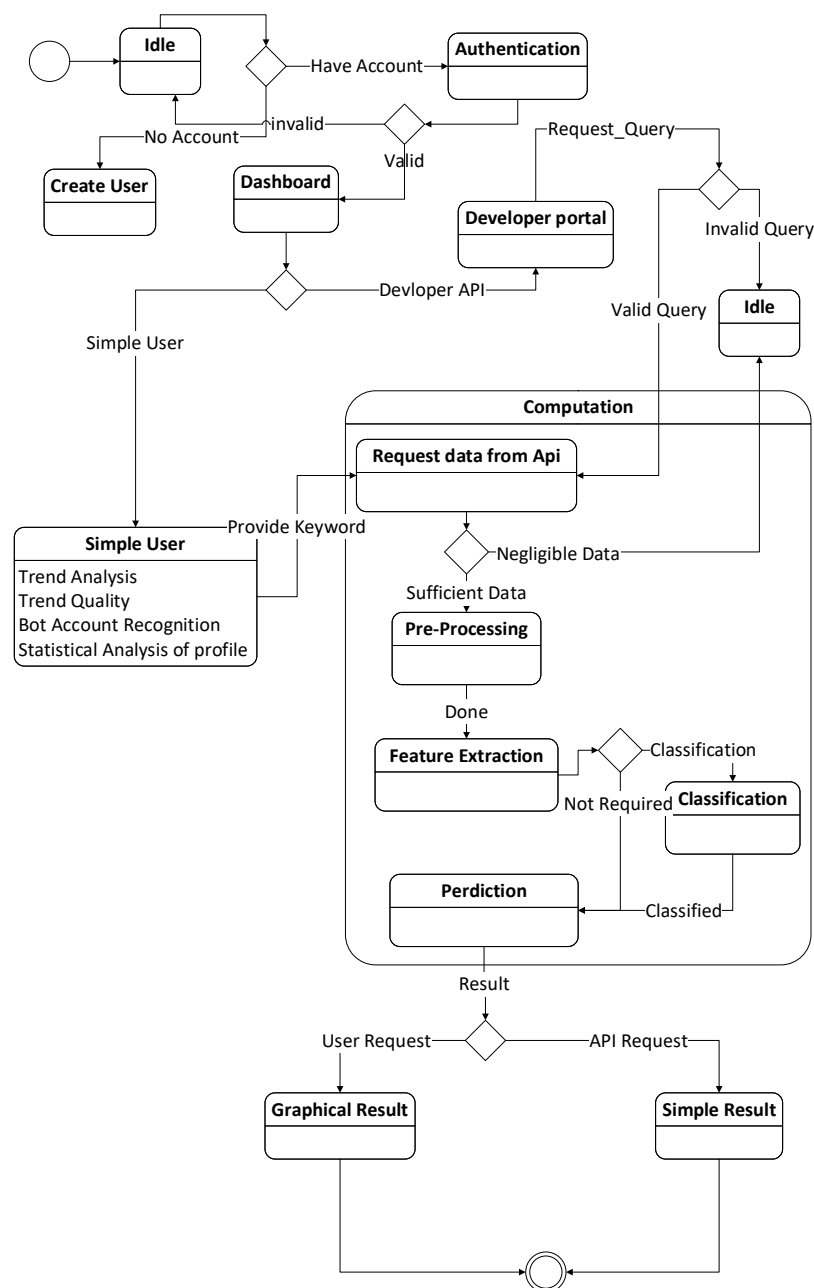 Idle
Authentication
Have Account
invalid
No Account
Valid
Request_Query
Create User
Dashboard
Developer portal
Invalid Query
Devloper API
Valid Query
Idle
Simple User
Computation
Request data from Api
Provide Keyword
Simple User
Trend Analysis
Trend Quality
Bot Account Recognition
Statistical Analysis of profile
Negligible Data
Sufficient Data
Pre-Processing
Done
Feature Extraction
Classification
Not Required
Classification
Perdiction
Classified
Result
User Request
API Request
Graphical Result
Simple Result